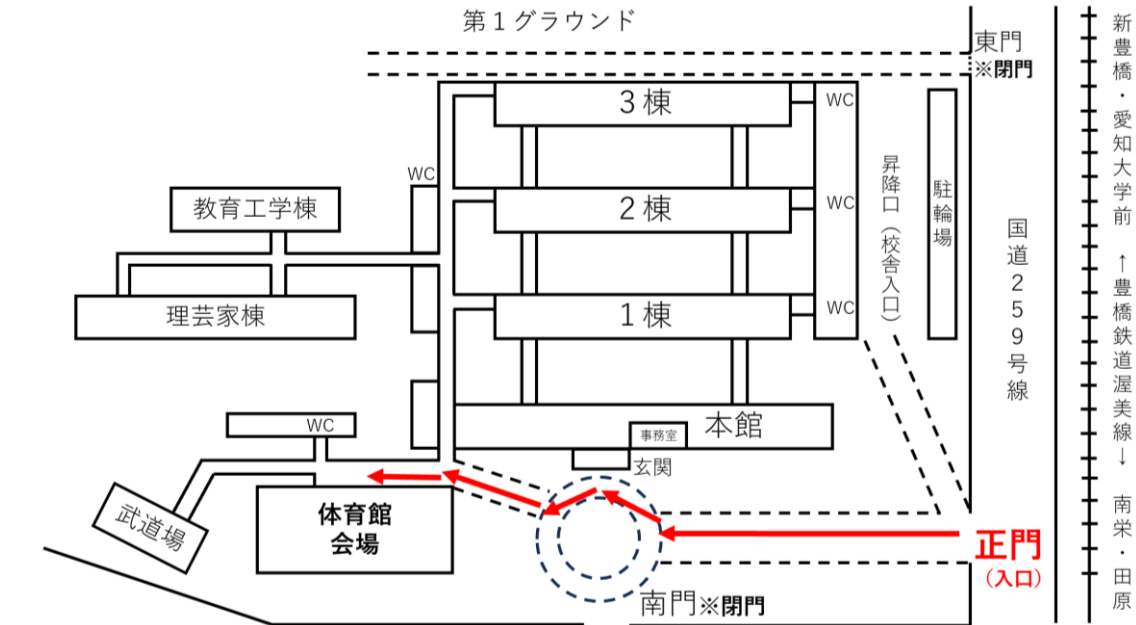 第１グラウンド
東門
※閉門
３棟
WC
WC
２棟
WC
教育工学棟
理芸家棟
１棟
WC
昇降口（校舎入口）
駐輪場
国道２５９号線
新豊橋・愛知大学前　↑豊橋鉄道渥美線↓　南栄・田原
本館
事務室
玄関
WC
武道場
体育館
会場
正門
（入口）
南門※閉門